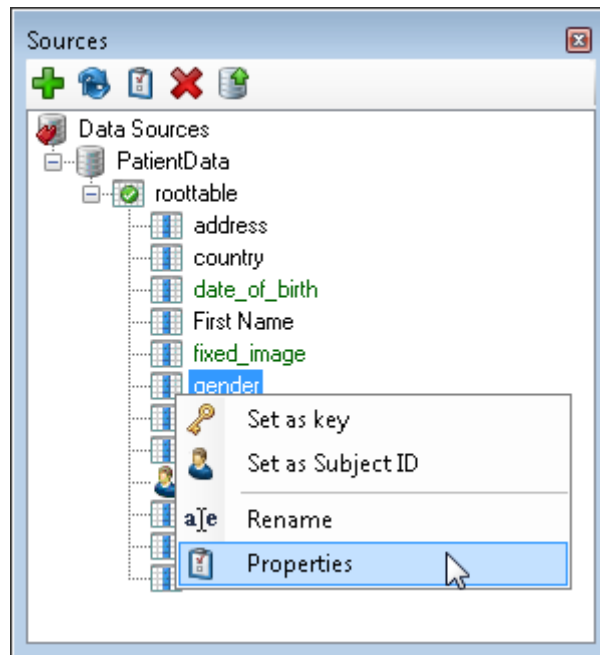 Sources
Data Sources
PatientData
roottable
address
country
date_of_birth
First Name
fixed_image
gender
Set as key
Set as Subject ID
a e Rename
Properties